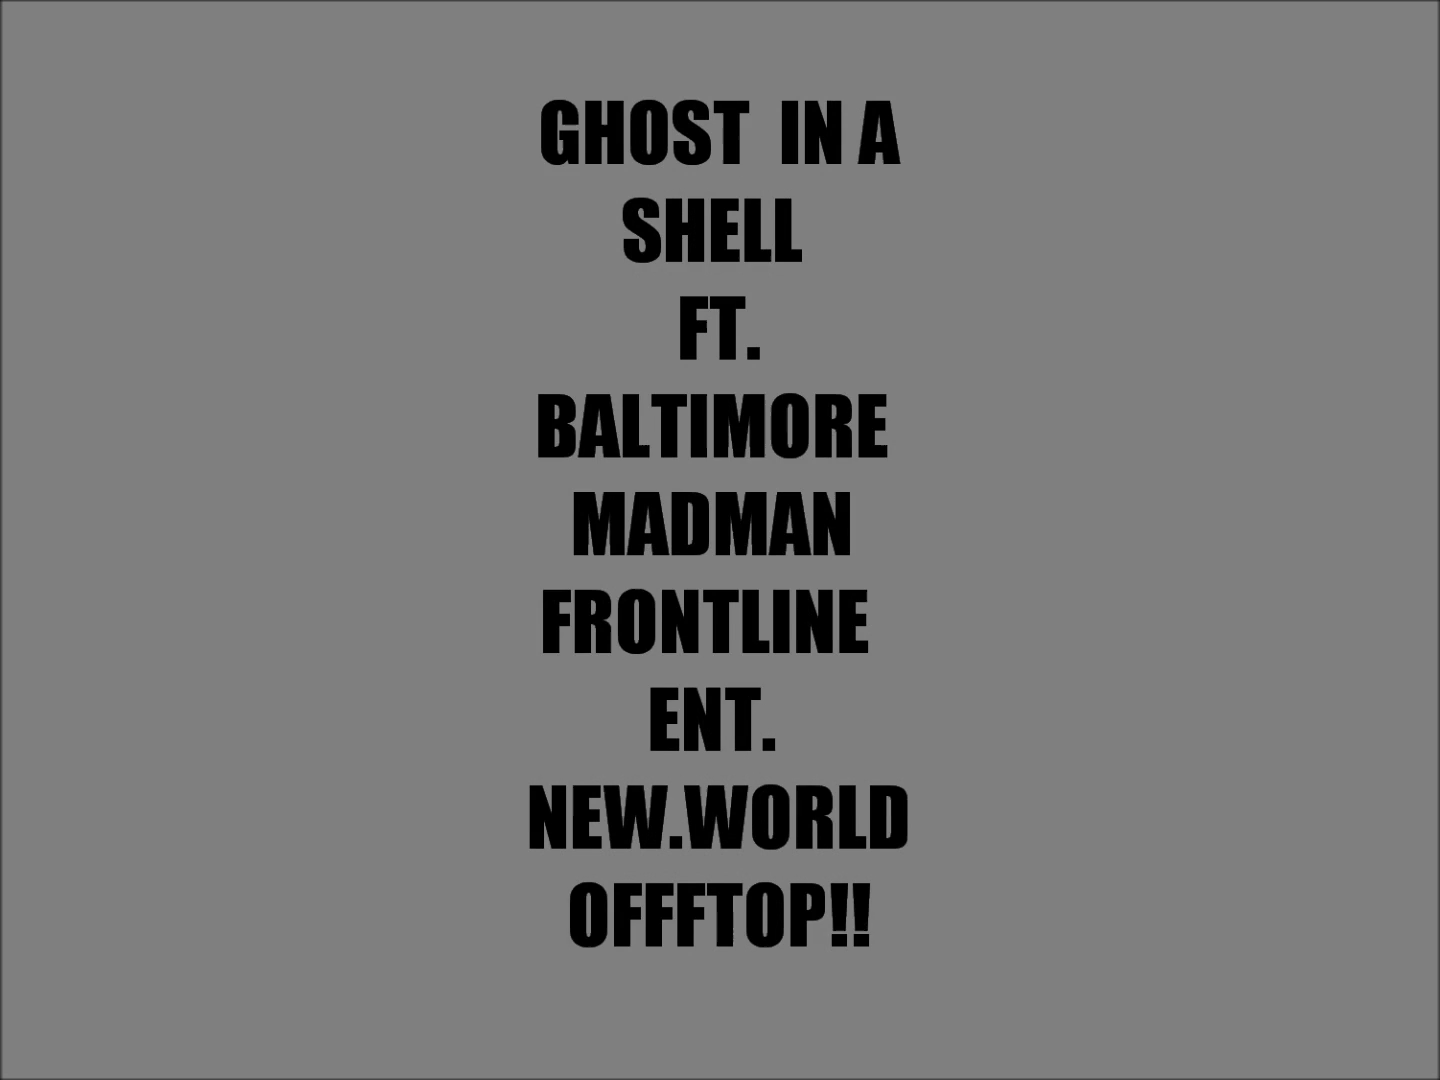 GHOST  IN A
SHELL
FT.
BALTIMORE
MADMAN
FRONTLINE
ENT.
NEW.WORLD
OFFFTOP!!